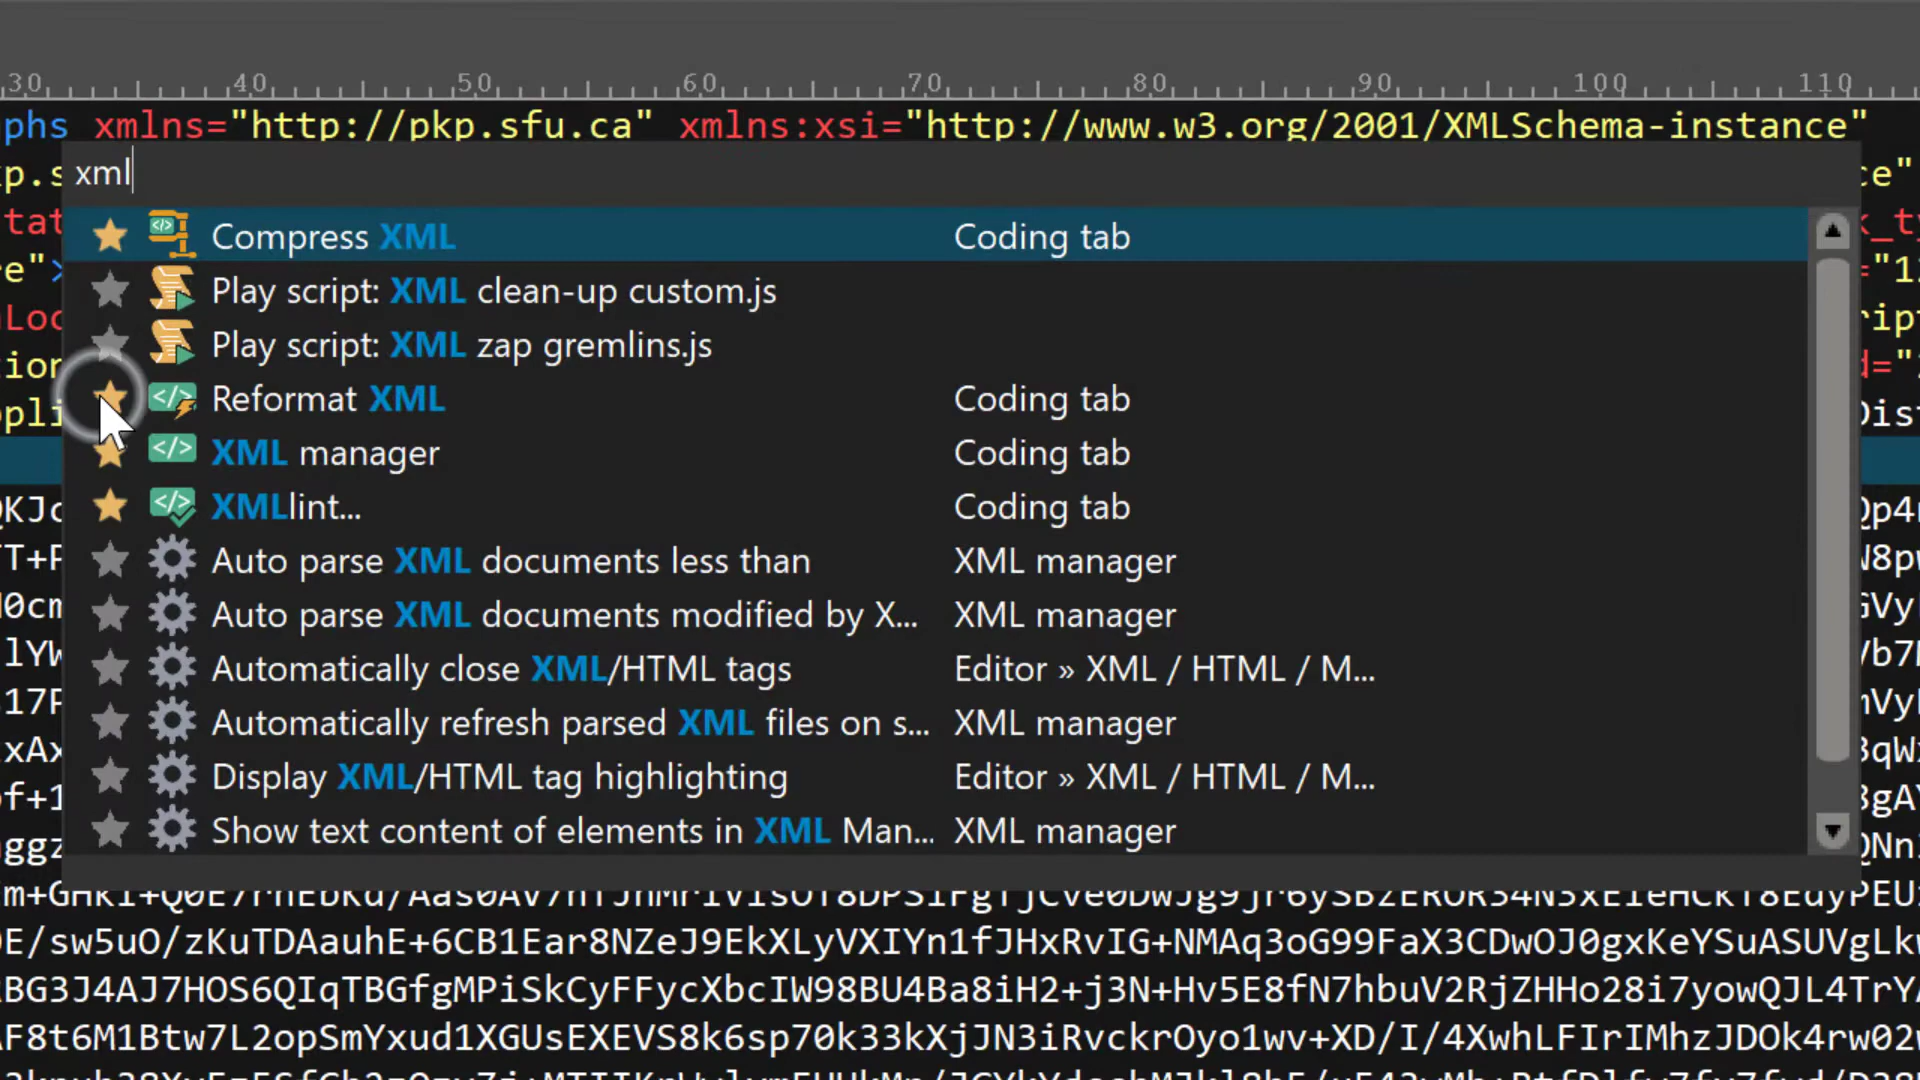 30 40 50 60 70 80 90 100 110
phs xmlns="http://pkp.sfu.ca" xmlns:xsi="http://www.w3.org/2001/XMLSchema-instance"
xml
Compress XML Coding tab
Play script: XML clean-up custom.js
Play script: XML zap gremlins.js
Reformat XML Coding tab
XML manager Coding tab
XMLlint... Coding tab
Auto parse XML documents less than XML manager
Auto parse XML documents modified by X... XML manager
Automatically close XML/HTML tags Editor » XML / HTML / M...
Automatically refresh parsed XML files on s... XML manager
Display XML/HTML tag highlighting Editor » XML / HTML / M...
Show text content of elements in XML Man... XML manager
E/sw5uO/zKuTDAauhE+6CB1Ear8NZeJ9EkXLyVXIYn1fJHxRvIG+NMAq3oG99FaX3CDwOJ0gxKeYSuASUVgLk
BG3J4AJ7HOS6QIqTBGfgMPiSkCyFFycXbcIW98BU4Ba8iH2+j3N+Hv5E8fN7hbuV2RjZHHo28i7yowQJL4TrY
F8t6M1Btw7L2opSmYxud1XGUsEXEVS8k6sp70k33kXjJN3iRvckrOyo1wv+XD/I/4XwhLFIrIMhzJDOk4rw02